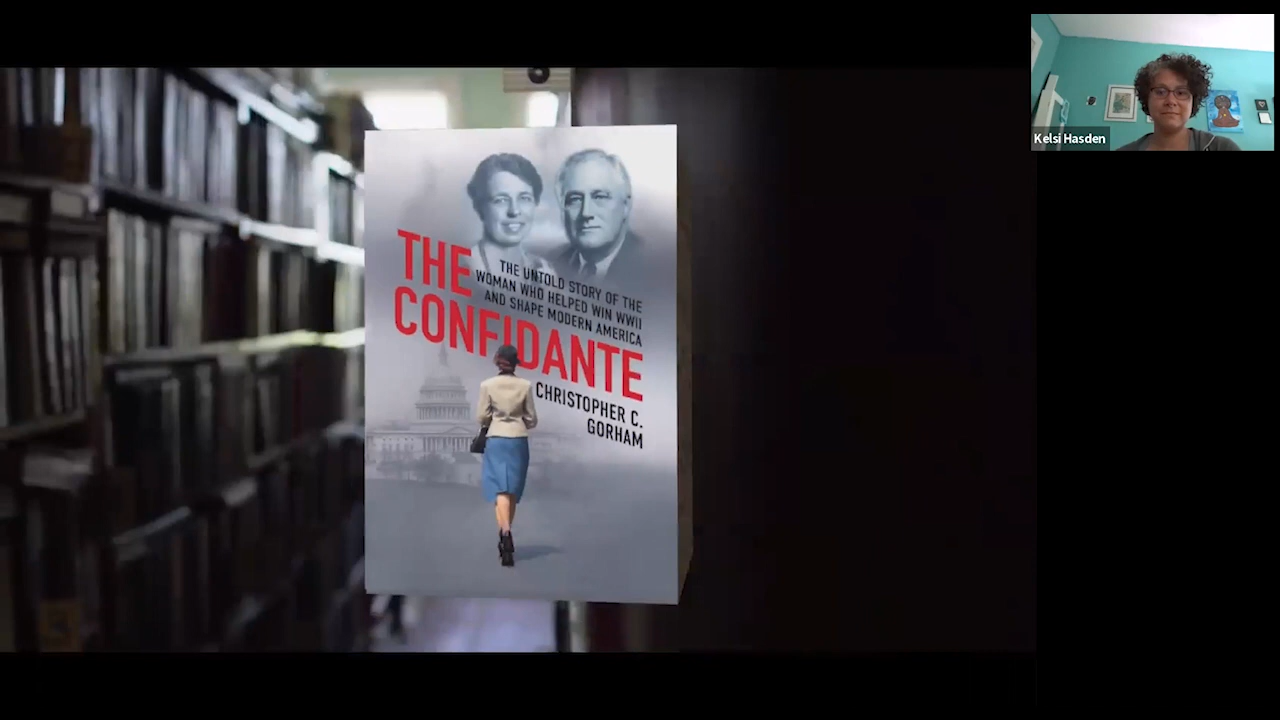 THE
CONFIDANTE
THE UNTOLD STORY OF THE
WOMAN WHO HELPED WIN WWII
AND SHAPE MODERN AMERICA
CHRISTOPHER C.
GORHAM
Kelsi Hasden